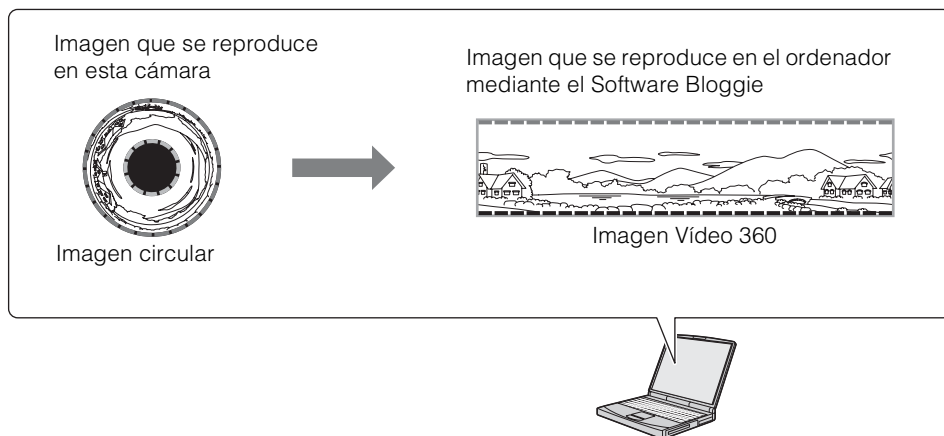 Imagen que se reproduce
en esta cámara
Imagen circular
Imagen que se reproduce en el ordenador
mediante el Software Bloggie
Imagen Vídeo 360